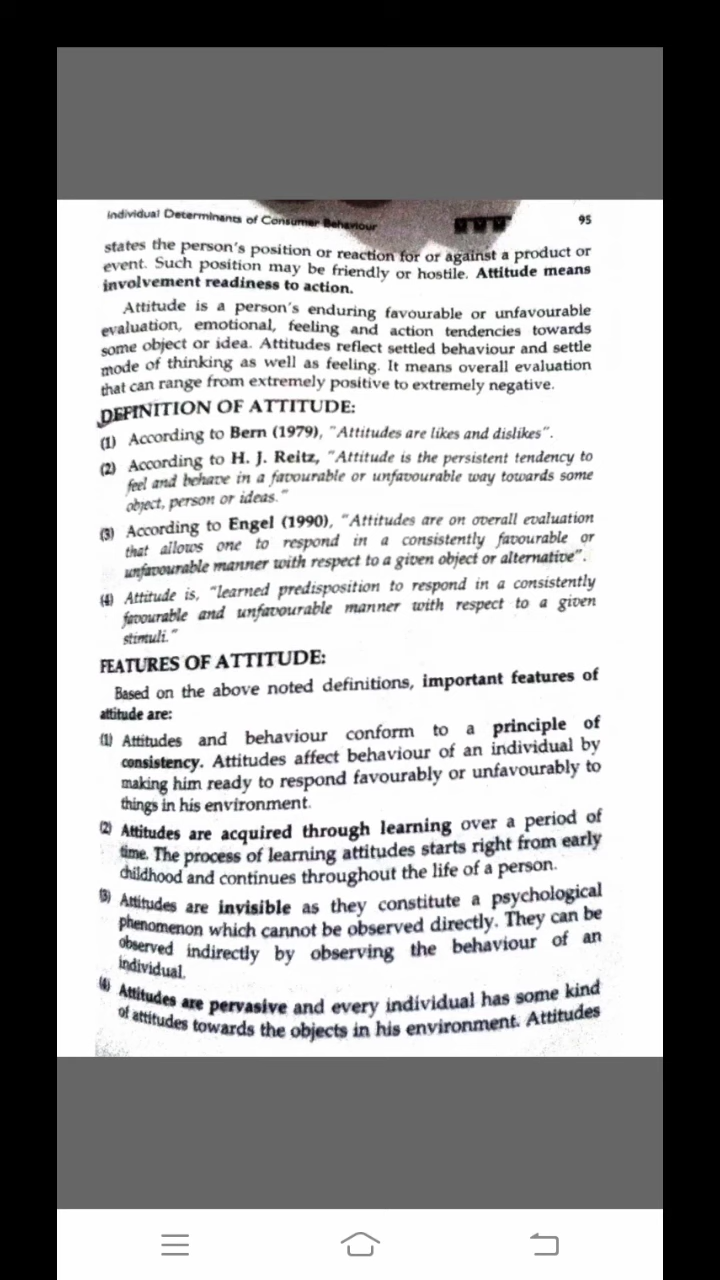 Individual Determinants of Consumer Behaviour
95
states the person's position or reaction for or against a product or
event. Such position may be friendly or hostile. Attitude means
involvement readiness to action.
Attitude is a person's enduring favourable or unfavourable
evaluation, emotional, feeling and action tendencies towards
some object or idea. Attitudes reflect settled behaviour and settle
mode of thinking as well as feeling. It means overall evaluation
that can range from extremely positive to extremely negative.
DEFINITION OF ATTITUDE:
(1) According to Bern (1979), "Attitudes are likes and dislikes".
(2) According to H. J. Reitz, "Attitude is the persistent tendency to
feel and behave in a favourable or unfavourable way towards some
object, person or ideas."
(3) According to Engel (1990), "Attitudes are on overall evaluation
that allows one to respond in a consistently favourable or
unfavourable manner with respect to a given object or alternative".
(4) Attitude is, "learned predisposition to respond in a consistently
favourable and unfavourable manner with respect to a given
stimuli."
FEATURES OF ATTITUDE:
Based on the above noted definitions, important features of
attitude are:
(1) Attitudes and behaviour conform to a principle of
consistency. Attitudes affect behaviour of an individual by
making him ready to respond favourably or unfavourably to
things in his environment.
(2) Attitudes are acquired through learning over a period of
time. The process of learning attitudes starts right from early
childhood and continues throughout the life of a person.
(3) Attitudes are invisible as they constitute a psychological
phenomenon which cannot be observed directly. They can be
observed indirectly by observing the behaviour of an
individual.
(4) Attitudes are pervasive and every individual has some kind
of attitudes towards the objects in his environment. Attitudes